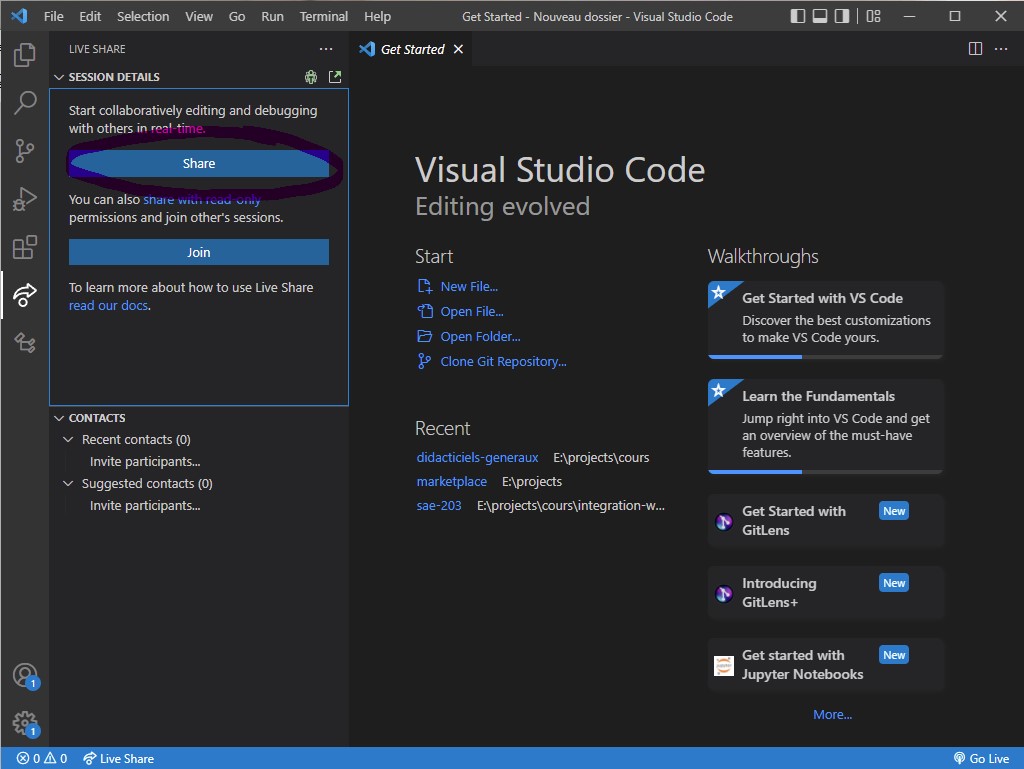 File Edit Selection View Go Run Terminal Help Get Started - Nouveau dossier - Visual Studio Code
LIVE SHARE
Get Started
SESSION DETAILS
Start collaboratively editing and debugging
with others in real-time.
Share
You can also share with read-only
permissions and join other's sessions.
Join
To learn more about how to use Live Share
read our docs.
CONTACTS
Recent contacts (0)
Invite participants...
Suggested contacts (0)
Invite participants...
Visual Studio Code
Editing evolved
Start
New File...
Open File...
Open Folder...
Clone Git Repository...
Recent
didacticiels-generaux E:\projects\cours
marketplace E:\projects
sae-203 E:\projects\cours\integration-w...
Walkthroughs
Get Started with VS Code
Discover the best customizations
to make VS Code yours.
Learn the Fundamentals
Jump right into VS Code and get
an overview of the must-have
features.
Get Started with New
GitLens
Introducing New
GitLens+
Get started with New
Jupyter Notebooks
More...
1
1
0 0 Live Share Go Live